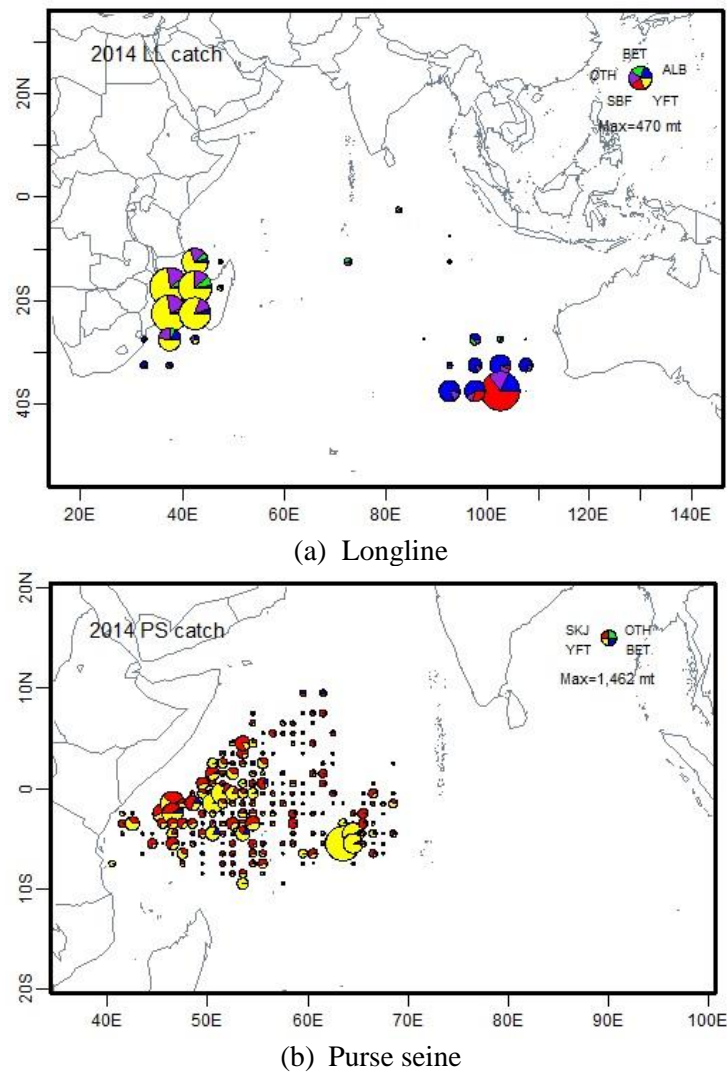 2014 LL catch
BET
OTH ALB
SBF YFT
Max=470 mt
20N
0
20S
40S
20E 40E 60E 80E 100E 120E 140E
(a) Longline
20N
2014 PS catch
SKJ OTH
YFT BET
Max=1,462 mt
10N
0
10S
20S
40E 50E 60E 70E 80E 90E 100E
(b) Purse seine